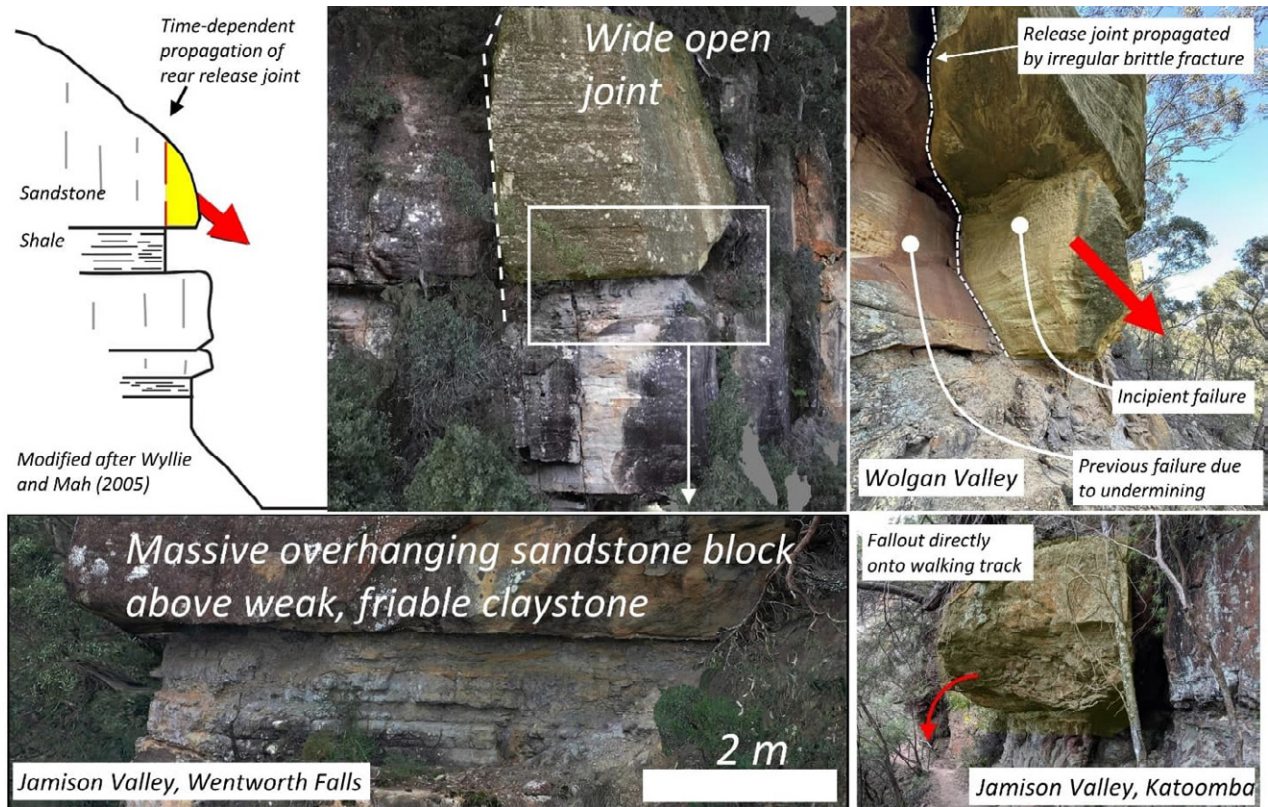 Time-dependent
propagation of
rear release joint
Sandstone
Shale
Modified after Wyllie
and Mah (2005)
Wide open
joint
Release joint propagated
by irregular brittle fracture
Incipient failure
Previous failure due
to undermining
Wolgan Valley
Massive overhanging sandstone block
above weak, friable claystone
2 m
Jamison Valley, Wentworth Falls
Fallout directly
onto walking track
Jamison Valley, Katoomba